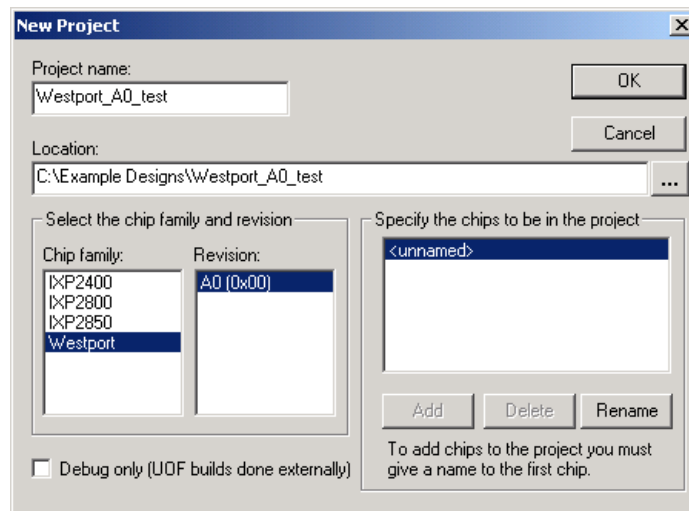 New Project
Project name:
Westport_A0_test
OK
Cancel
Location:
C:\Example Designs\Westport_A0_test
...
Select the chip family and revision
Chip family:
Revision:
IXP2400
IXP2800
IXP2850
Westport
A0 (0x00)
Specify the chips to be in the project
<unnamed>
Add
Delete
Rename
To add chips to the project you must
give a name to the first chip.
Debug only (UOF builds done externally)